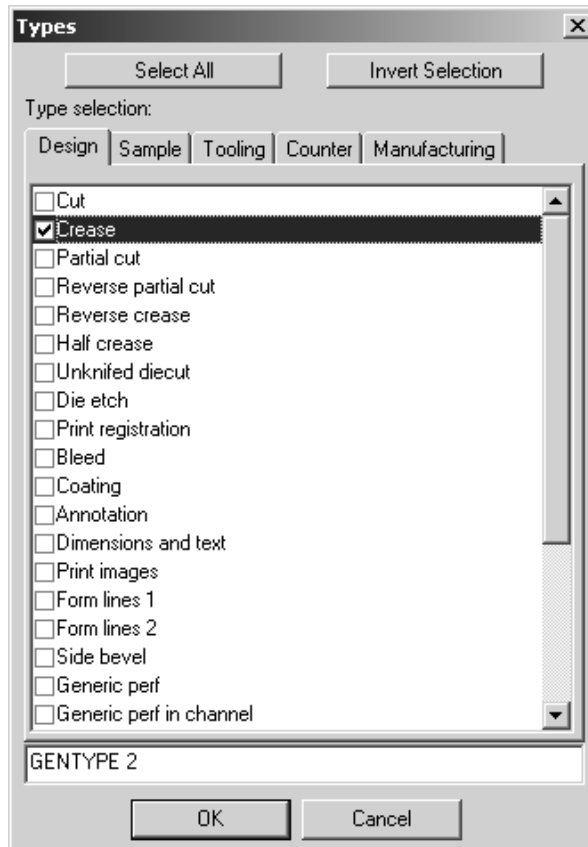 Types
Select All Invert Selection
Type selection:
Design Sample Tooling Counter Manufacturing
Cut
Crease
Partial cut
Reverse partial cut
Reverse crease
Half crease
Unknifed diecut
Die etch
Print registration
Bleed
Coating
Annotation
Dimensions and text
Print images
Form lines 1
Form lines 2
Side bevel
Generic perf
Generic perf in channel
GENTYPE 2
OK Cancel